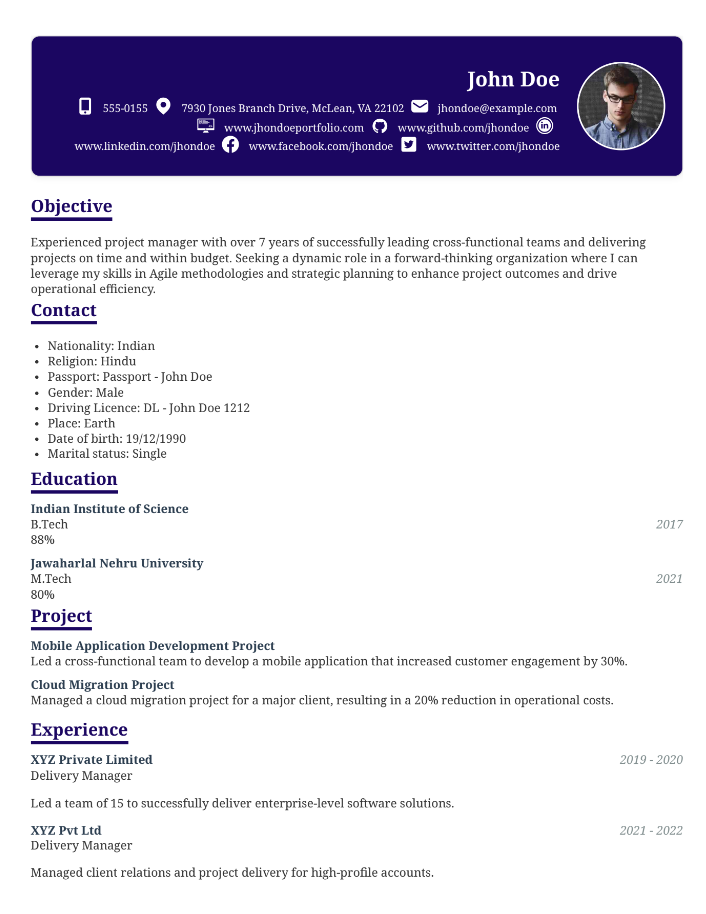 John Doe
555-0155 7930 Jones Branch Drive, McLean, VA 22102 jhondoe@example.com
www.jhondoeportfolio.com www.github.com/jhondoe
www.linkedin.com/jhondoe www.facebook.com/jhondoe www.twitter.com/jhondoe
Objective
Experienced project manager with over 7 years of successfully leading cross-functional teams and delivering
projects on time and within budget. Seeking a dynamic role in a forward-thinking organization where I can
leverage my skills in Agile methodologies and strategic planning to enhance project outcomes and drive
operational efficiency.
Contact
• Nationality: Indian
• Religion: Hindu
• Passport: Passport - John Doe
• Gender: Male
• Driving Licence: DL - John Doe 1212
• Place: Earth
• Date of birth: 19/12/1990
• Marital status: Single
Education
Indian Institute of Science
B.Tech 2017
88%
Jawaharlal Nehru University
M.Tech 2021
80%
Project
Mobile Application Development Project
Led a cross-functional team to develop a mobile application that increased customer engagement by 30%.
Cloud Migration Project
Managed a cloud migration project for a major client, resulting in a 20% reduction in operational costs.
Experience
XYZ Private Limited 2019 - 2020
Delivery Manager
Led a team of 15 to successfully deliver enterprise-level software solutions.
XYZ Pvt Ltd 2021 - 2022
Delivery Manager
Managed client relations and project delivery for high-profile accounts.